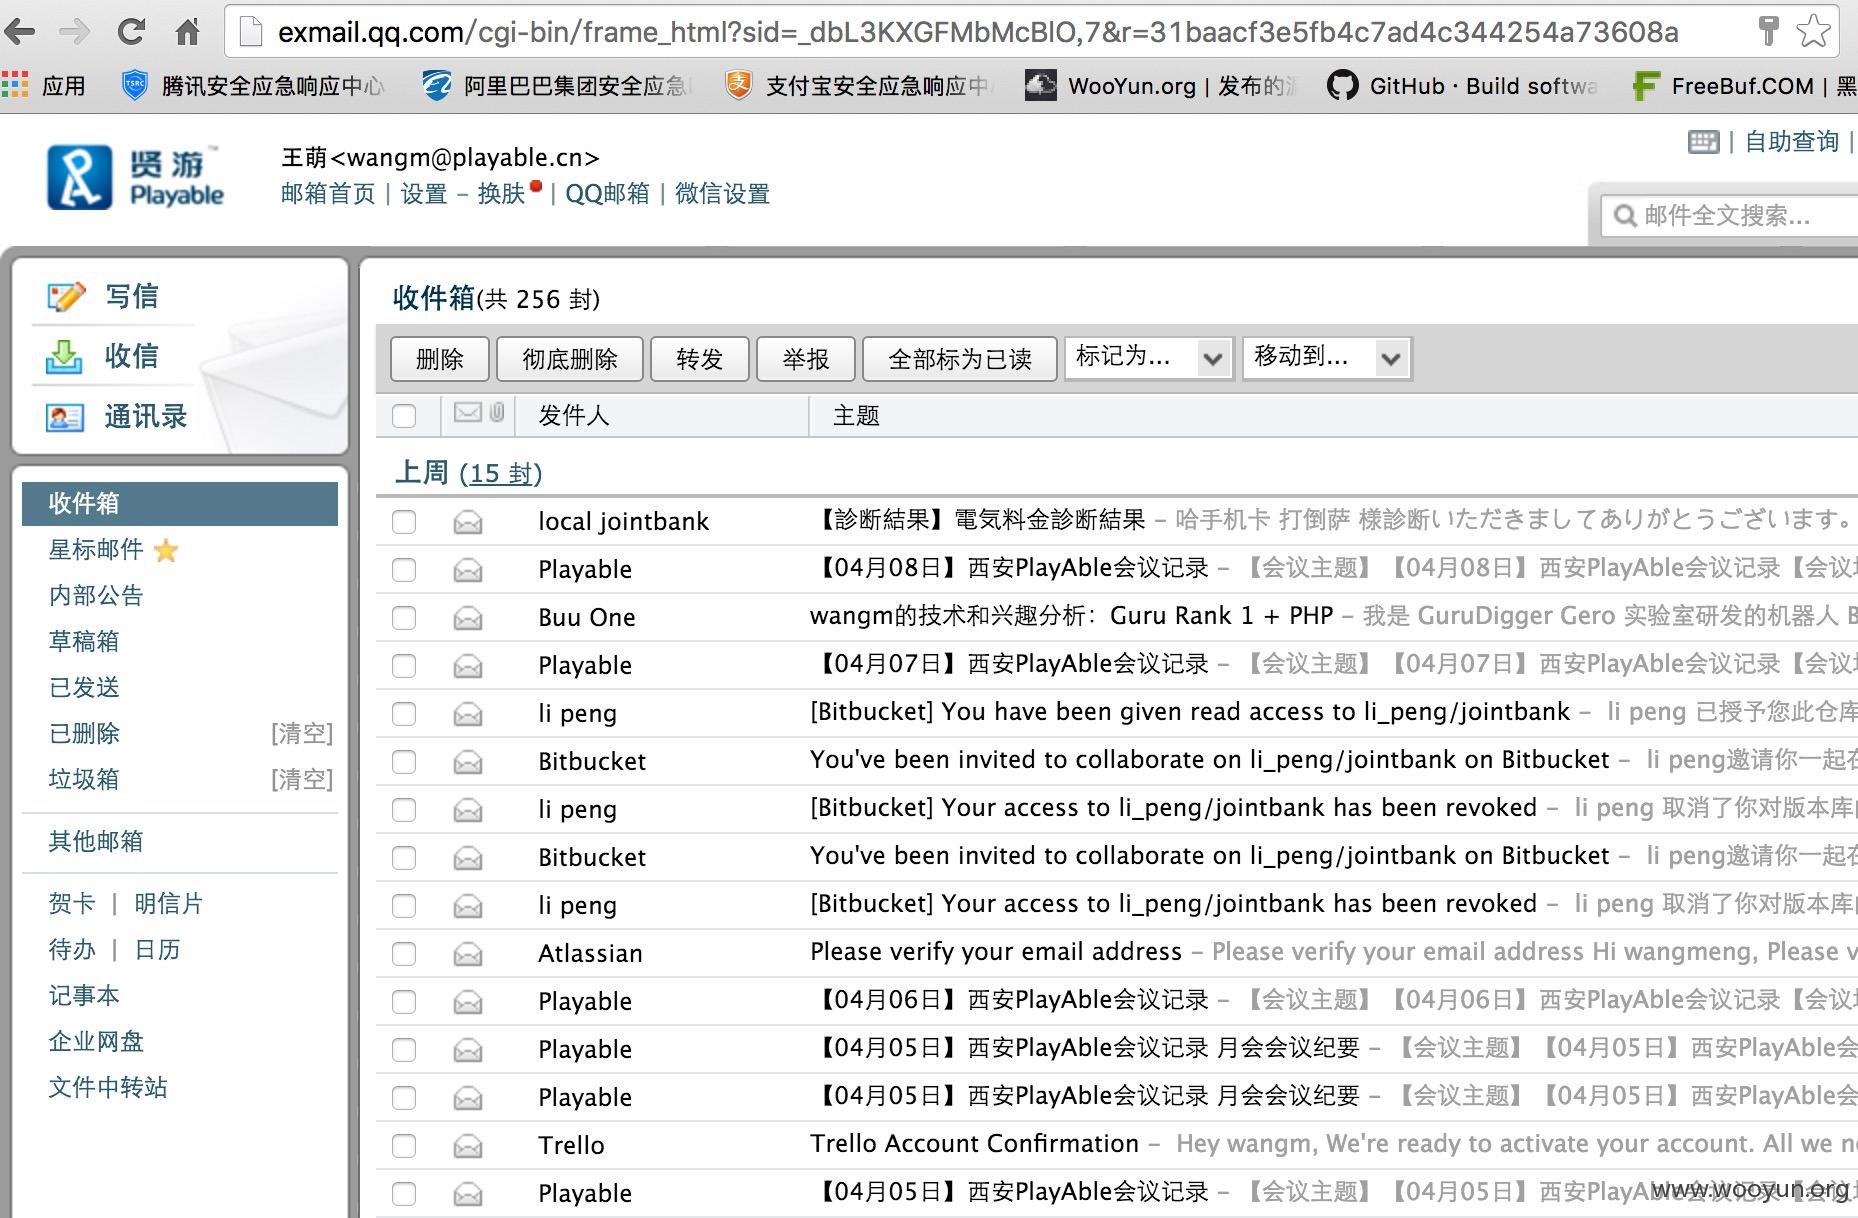 exmail.qq.com/cgi-bin/frame_html?sid=_dbL3KXGFMbMcBlO,7&r=31baacf3e5fb4c7ad4c344254a73608a
应用 腾讯安全应急响应中心 阿里巴巴集团安全应急 支付宝安全应急响应中 WooYun.org | 发布的 GitHub · Build softwa FreeBuf.COM | 黑
贤游 Playable
王萌<wangm@playable.cn>
邮箱首页 | 设置 - 换肤 | QQ邮箱 | 微信设置
| 自助查询 |
邮件全文搜索...
写信
收信
通讯录
收件箱
星标邮件
内部公告
草稿箱
已发送
已删除 [清空]
垃圾箱 [清空]
其他邮箱
贺卡 | 明信片
待办 | 日历
记事本
企业网盘
文件中转站
收件箱(共 256 封)
删除 彻底删除 转发 举报 全部标为已读 标记为... 移动到...
发件人 主题
上周 (15 封)
local jointbank 【診断結果】電気料金診断結果 - 哈手机卡 打倒萨 様診断いただきましてありがとうございます。
Playable 【04月08日】西安PlayAble会议记录 - 【会议主题】【04月08日】西安PlayAble会议记录【会议
Buu One wangm的技术和兴趣分析：Guru Rank 1 + PHP - 我是 GuruDigger Gero 实验室研发的机器人 B
Playable 【04月07日】西安PlayAble会议记录 - 【会议主题】【04月07日】西安PlayAble会议记录【会议
li peng [Bitbucket] You have been given read access to li_peng/jointbank - li peng 已授予您此仓库
Bitbucket You've been invited to collaborate on li_peng/jointbank on Bitbucket - li peng邀请你一起在
li peng [Bitbucket] Your access to li_peng/jointbank has been revoked - li peng 取消了你对版本库
Bitbucket You've been invited to collaborate on li_peng/jointbank on Bitbucket - li peng邀请你一起在
li peng [Bitbucket] Your access to li_peng/jointbank has been revoked - li peng 取消了你对版本库
Atlassian Please verify your email address - Please verify your email address Hi wangmeng, Please v
Playable 【04月06日】西安PlayAble会议记录 - 【会议主题】【04月06日】西安PlayAble会议记录【会议
Playable 【04月05日】西安PlayAble会议记录 月会会议纪要 - 【会议主题】【04月05日】西安PlayAble会
Playable 【04月05日】西安PlayAble会议记录 月会会议纪要 - 【会议主题】【04月05日】西安PlayAble会
Trello Trello Account Confirmation - Hey wangm, We're ready to activate your account. All we n
Playable 【04月05日】西安PlayAble会议记录 - 【会议主题】【04月05日】西安PlayAble会议记录【会议
www.wooyun.org